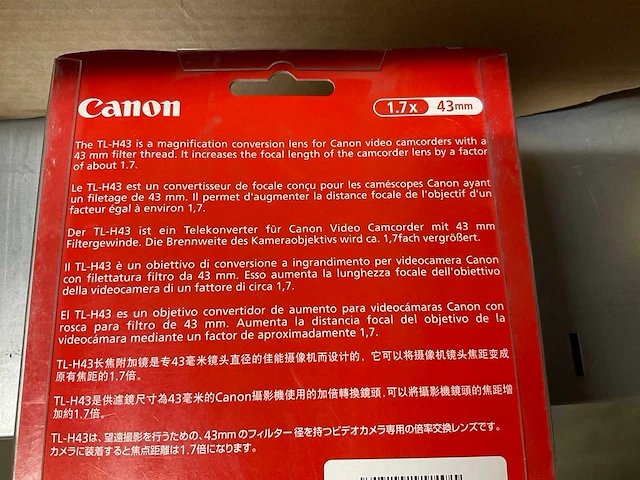 Canon
1.7x 43mm
The TL-H43 is a magnification conversion lens for Canon video camcorders with a
43 mm filter thread. It increases the focal length of the camcorder lens by a factor
of about 1.7.
Le TL-H43 est un convertisseur de focale conçu pour les caméscopes Canon ayant
un filetage de 43 mm. Il permet d'augmenter la distance focale de l'objectif d'un
facteur égal à environ 1,7.
Der TL-H43 ist ein Telekonverter für Canon Video Camcorder mit 43 mm
Filtergewinde. Die Brennweite des Kameraobjektivs wird ca. 1,7fach vergrößert.
Il TL-H43 è un obiettivo di conversione a ingrandimento per videocamera Canon
con filettatura filtro da 43 mm. Esso aumenta la lunghezza focale dell'obiettivo
della videocamera di un fattore di circa 1,7.
El TL-H43 es un objetivo convertidor de aumento para videocámaras Canon con
rosca para filtro de 43 mm. Aumenta la distancia focal del objetivo de la
videocámara mediante un factor de aproximadamente 1,7.
TL-H43长焦附加镜是专43毫米镜头直径的佳能摄像机而设计的，它可以将摄像机镜头焦距变成
原有焦距的1.7倍。
TL-H43是供濾鏡尺寸為43毫米的Canon攝影機使用的加倍轉換鏡頭，可以將攝影機鏡頭的焦距增
加約1.7倍。
TL-H43は、望遠撮影を行うための、43mmのフィルター径を持つビデオカメラ専用の倍率交換レンズです。
カメラに装着すると焦点距離は1.7倍になります。